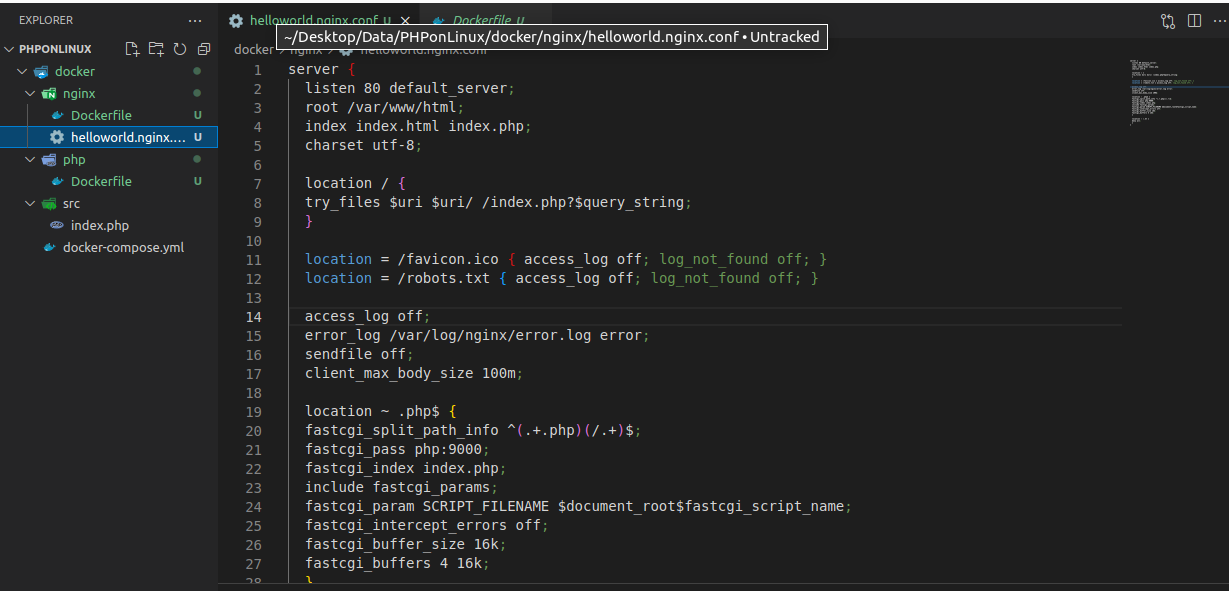 EXPLORER
PHPONLINUX
docker
nginx
Dockerfile U
helloworld.nginx.... U
php
Dockerfile U
src
index.php
docker-compose.yml
helloworld.nginx.conf U
Dockerfile U
~/Desktop/Data/PHPonLinux/docker/nginx/helloworld.nginx.conf • Untracked
docker > nginx > helloworld.nginx.conf
1 server {
2 listen 80 default_server;
3 root /var/www/html;
4 index index.html index.php;
5 charset utf-8;
6
7 location / {
8 try_files $uri $uri/ /index.php?$query_string;
9 }
10
11 location = /favicon.ico { access_log off; log_not_found off; }
12 location = /robots.txt { access_log off; log_not_found off; }
13
14 access_log off;
15 error_log /var/log/nginx/error.log error;
16 sendfile off;
17 client_max_body_size 100m;
18
19 location ~ .php$ {
20 fastcgi_split_path_info ^(.+.php)(/.+)$;
21 fastcgi_pass php:9000;
22 fastcgi_index index.php;
23 include fastcgi_params;
24 fastcgi_param SCRIPT_FILENAME $document_root$fastcgi_script_name;
25 fastcgi_intercept_errors off;
26 fastcgi_buffer_size 16k;
27 fastcgi_buffers 4 16k;
28 }